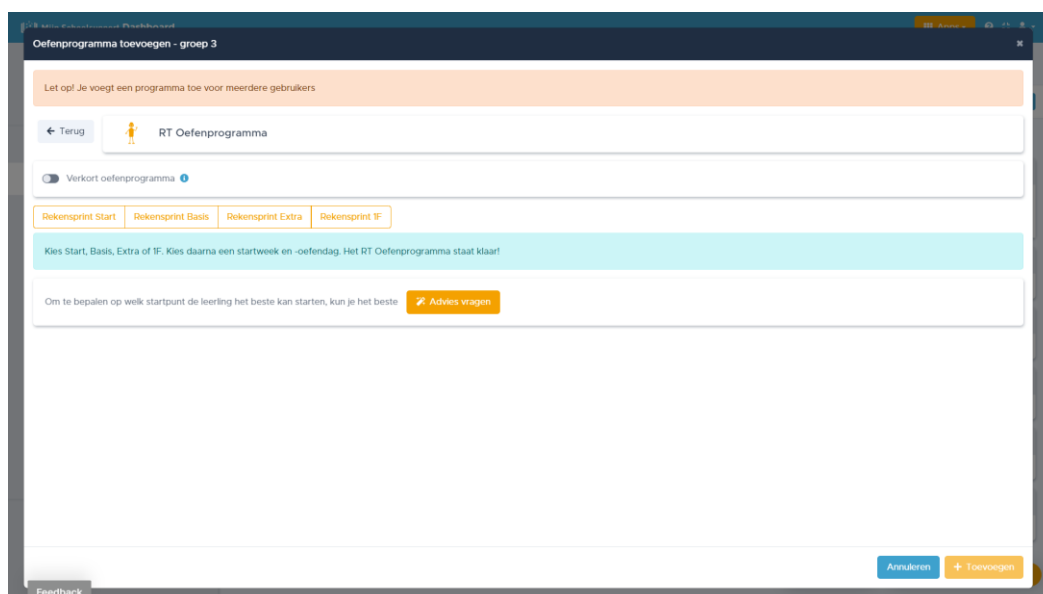 Mijn Schoolsupport Dashboard
Apps
Oefenprogramma toevoegen - groep 3
Let op! Je voegt een programma toe voor meerdere gebruikers
Terug
RT Oefenprogramma
Verkort oefenprogramma
Rekensprint Start
Rekensprint Basis
Rekensprint Extra
Rekensprint 1F
Kies Start, Basis, Extra of 1F. Kies daarna een startweek en -oefendag. Het RT Oefenprogramma staat klaar!
Om te bepalen op welk startpunt de leerling het beste kan starten, kun je het beste
Advies vragen
Annuleren
+ Toevoegen
Feedback